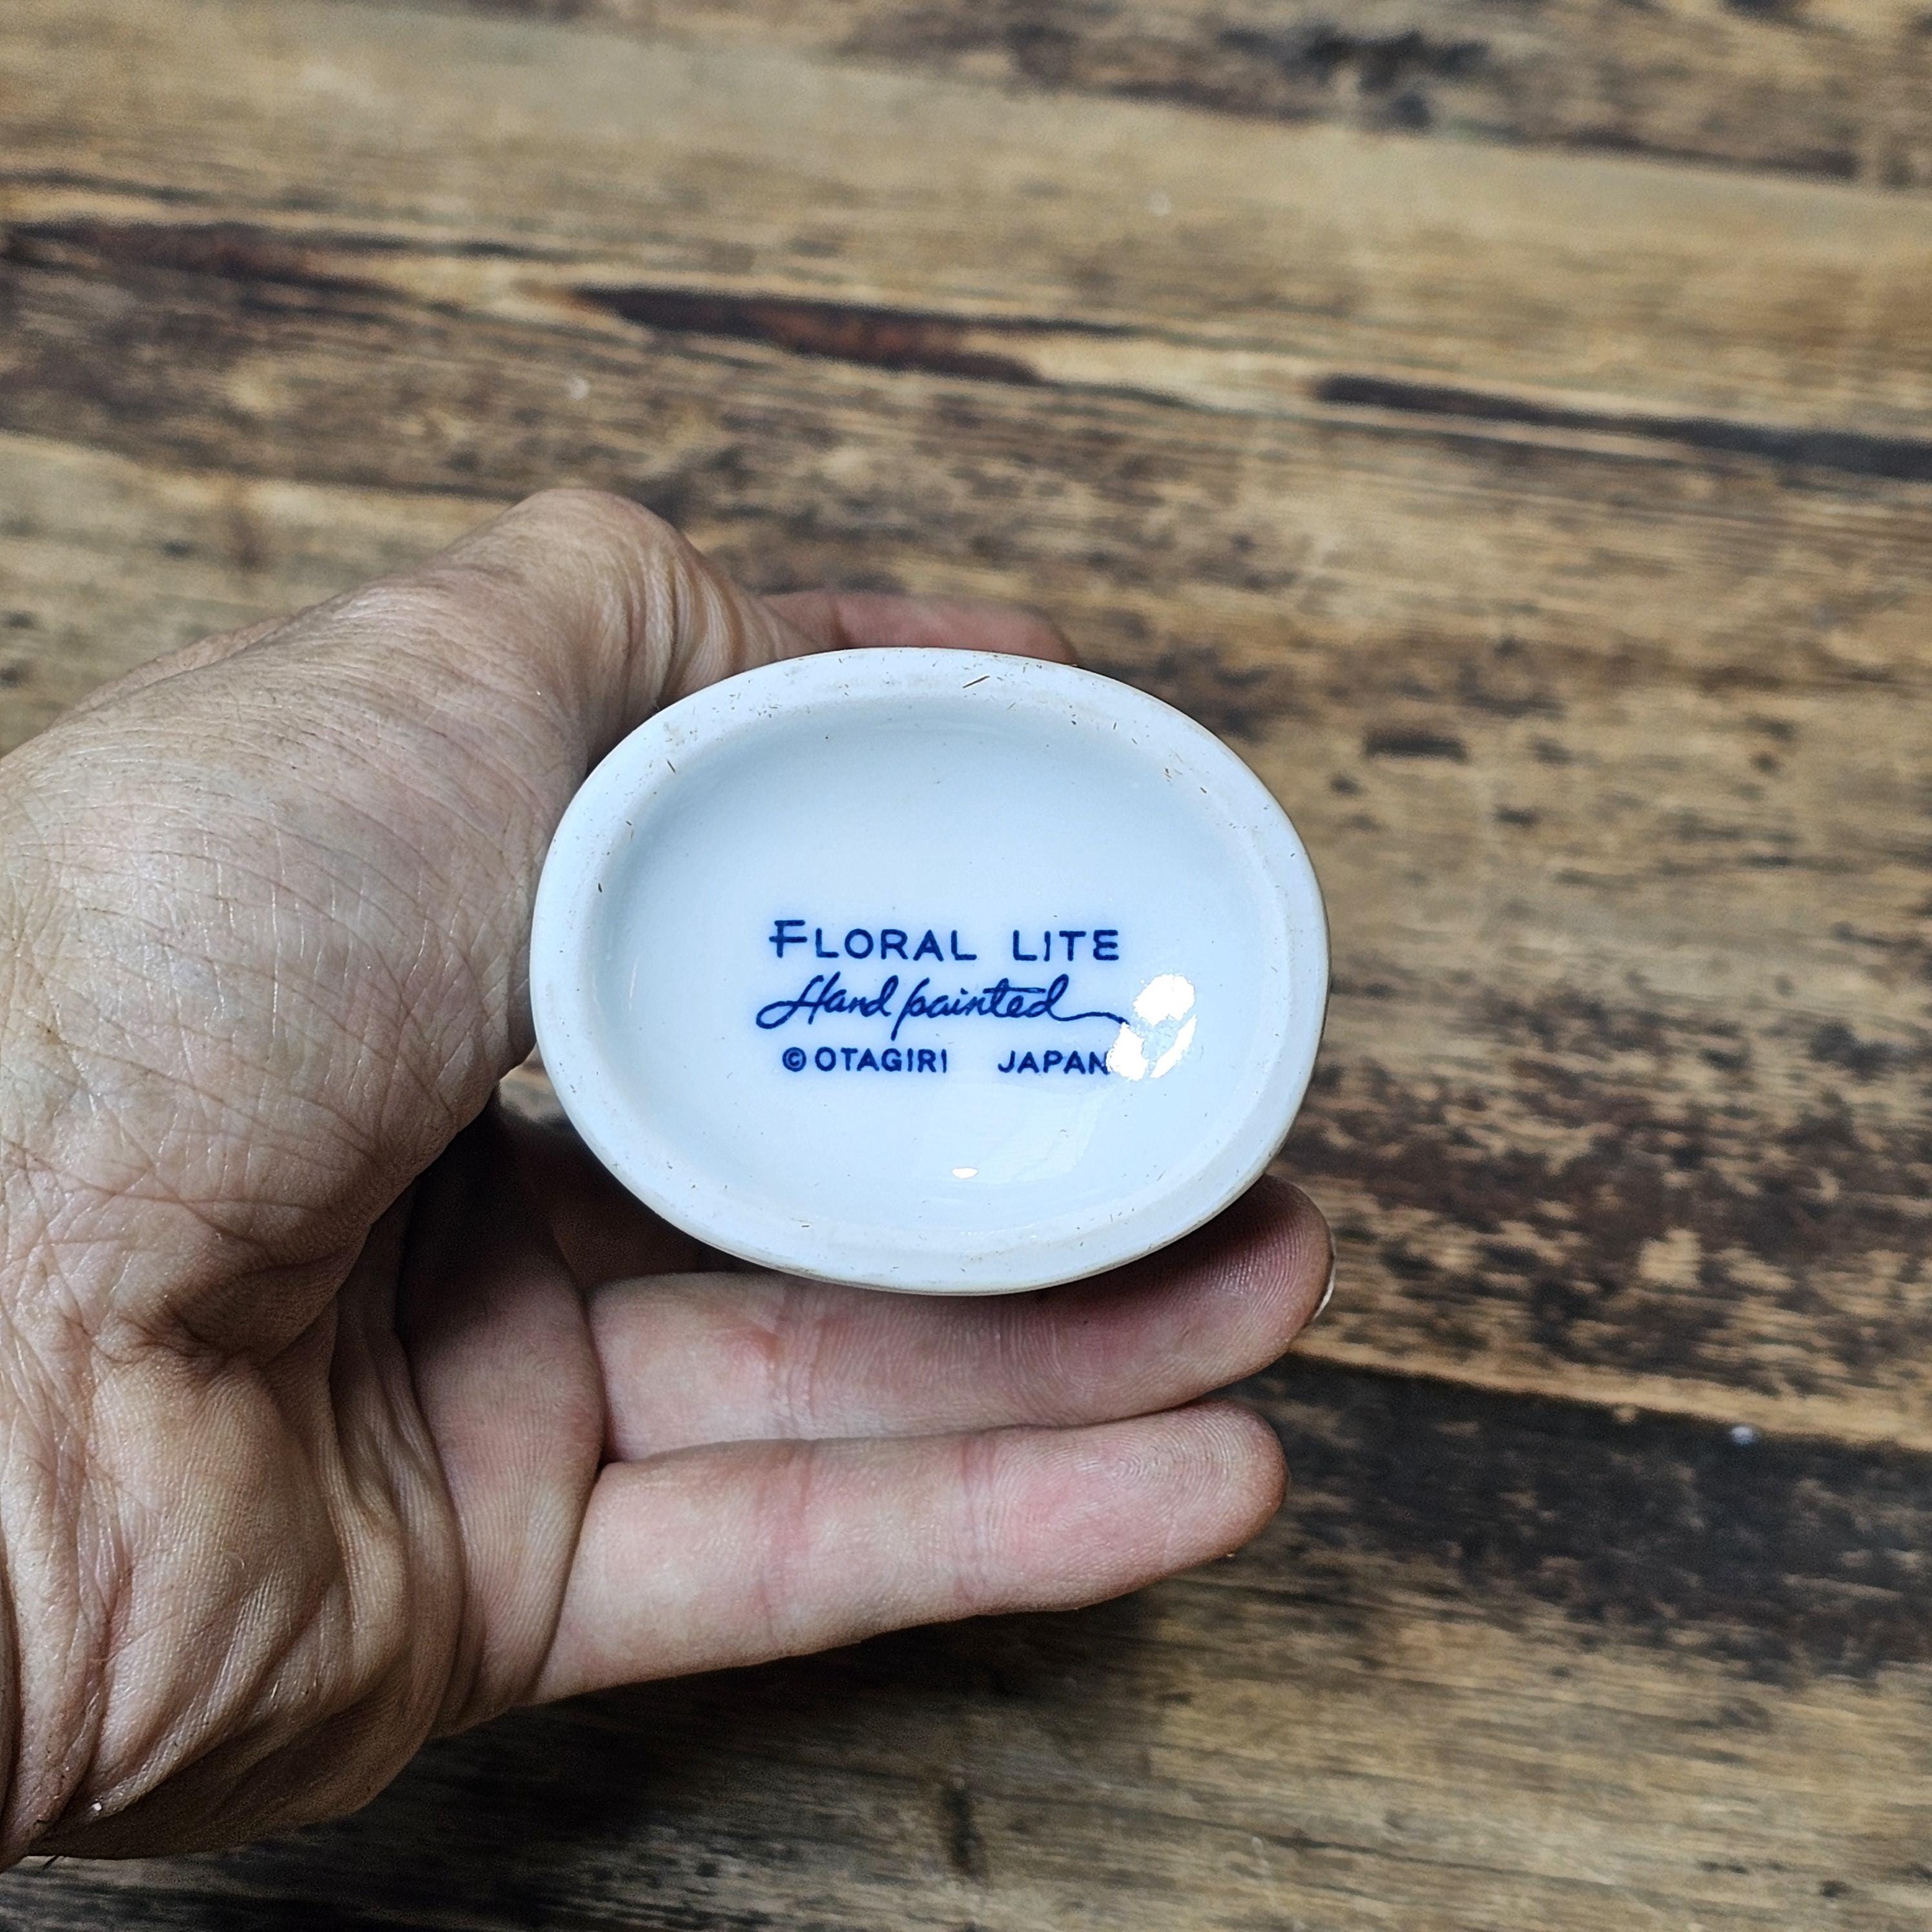 FLORAL LITE
Hand painted
©OTAGIRI JAPAN